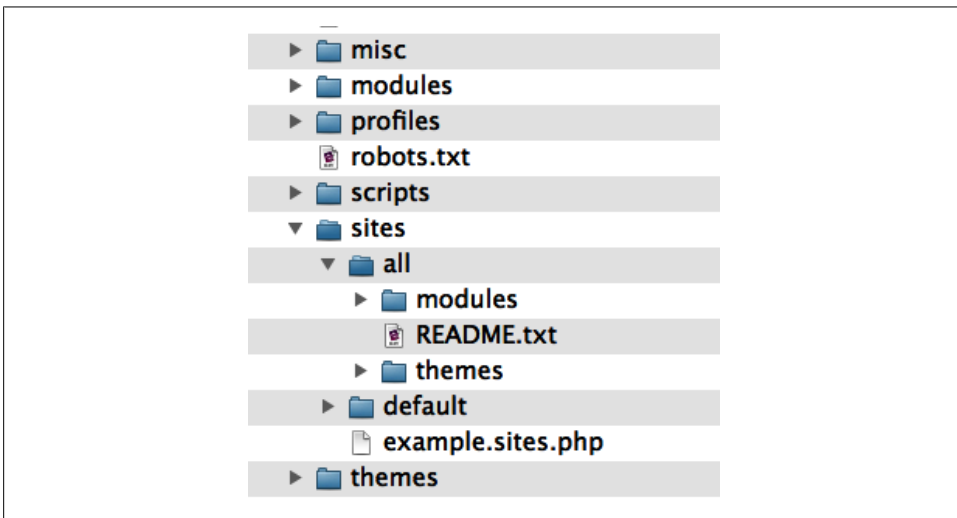 misc
modules
profiles
robots.txt
scripts
sites
all
modules
README.txt
themes
default
example.sites.php
themes